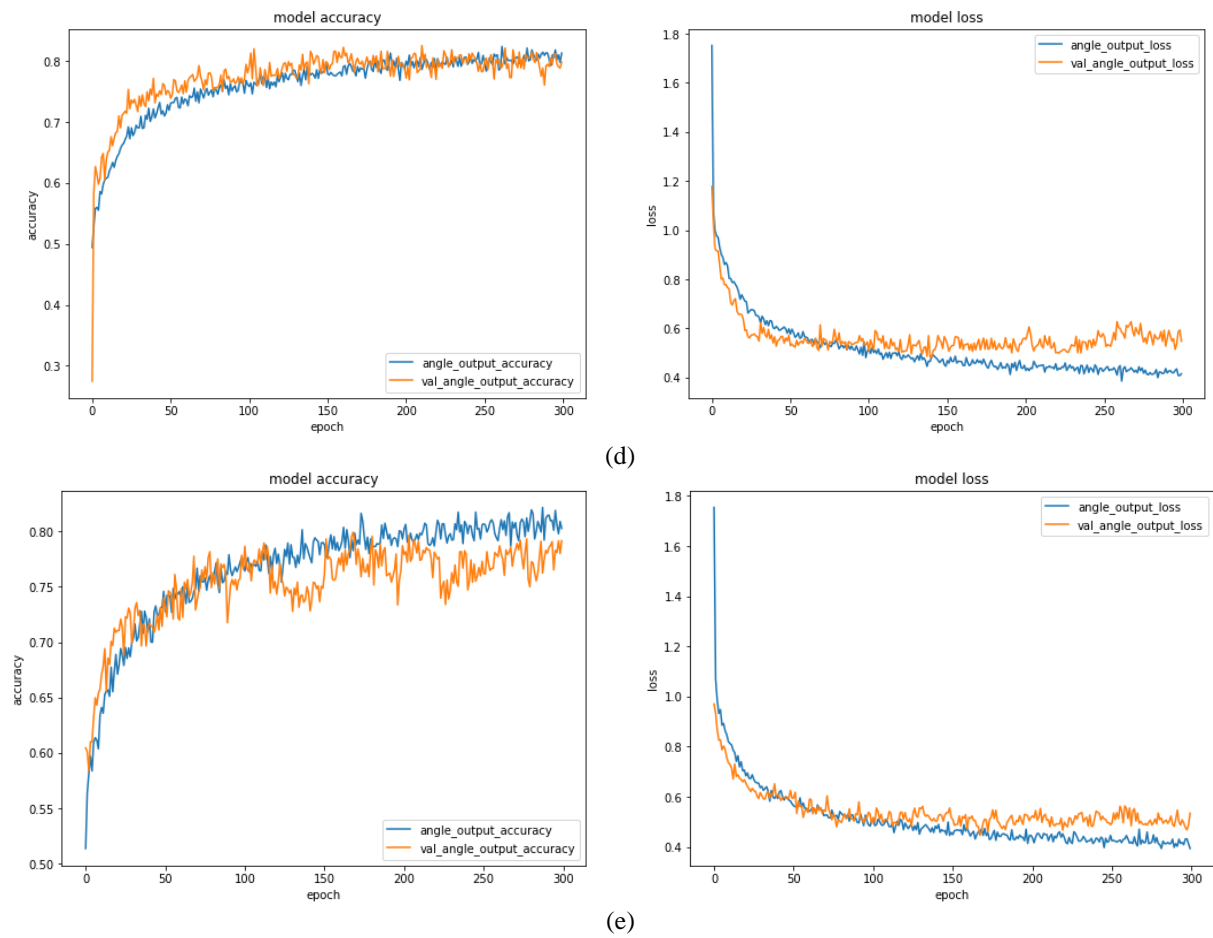 model accuracy
accuracy
0.8
0.7
0.6
0.5
0.4
0.3
angle_output_accuracy
val_angle_output_accuracy
0 50 100 150 200 250 300
epoch
model loss
loss
1.8
1.6
1.4
1.2
1.0
0.8
0.6
0.4
angle_output_loss
val_angle_output_loss
0 50 100 150 200 250 300
epoch
(d)
model accuracy
accuracy
0.80
0.75
0.70
0.65
0.60
0.55
0.50
angle_output_accuracy
val_angle_output_accuracy
0 50 100 150 200 250 300
epoch
model loss
loss
1.8
1.6
1.4
1.2
1.0
0.8
0.6
0.4
angle_output_loss
val_angle_output_loss
0 50 100 150 200 250 300
epoch
(e)